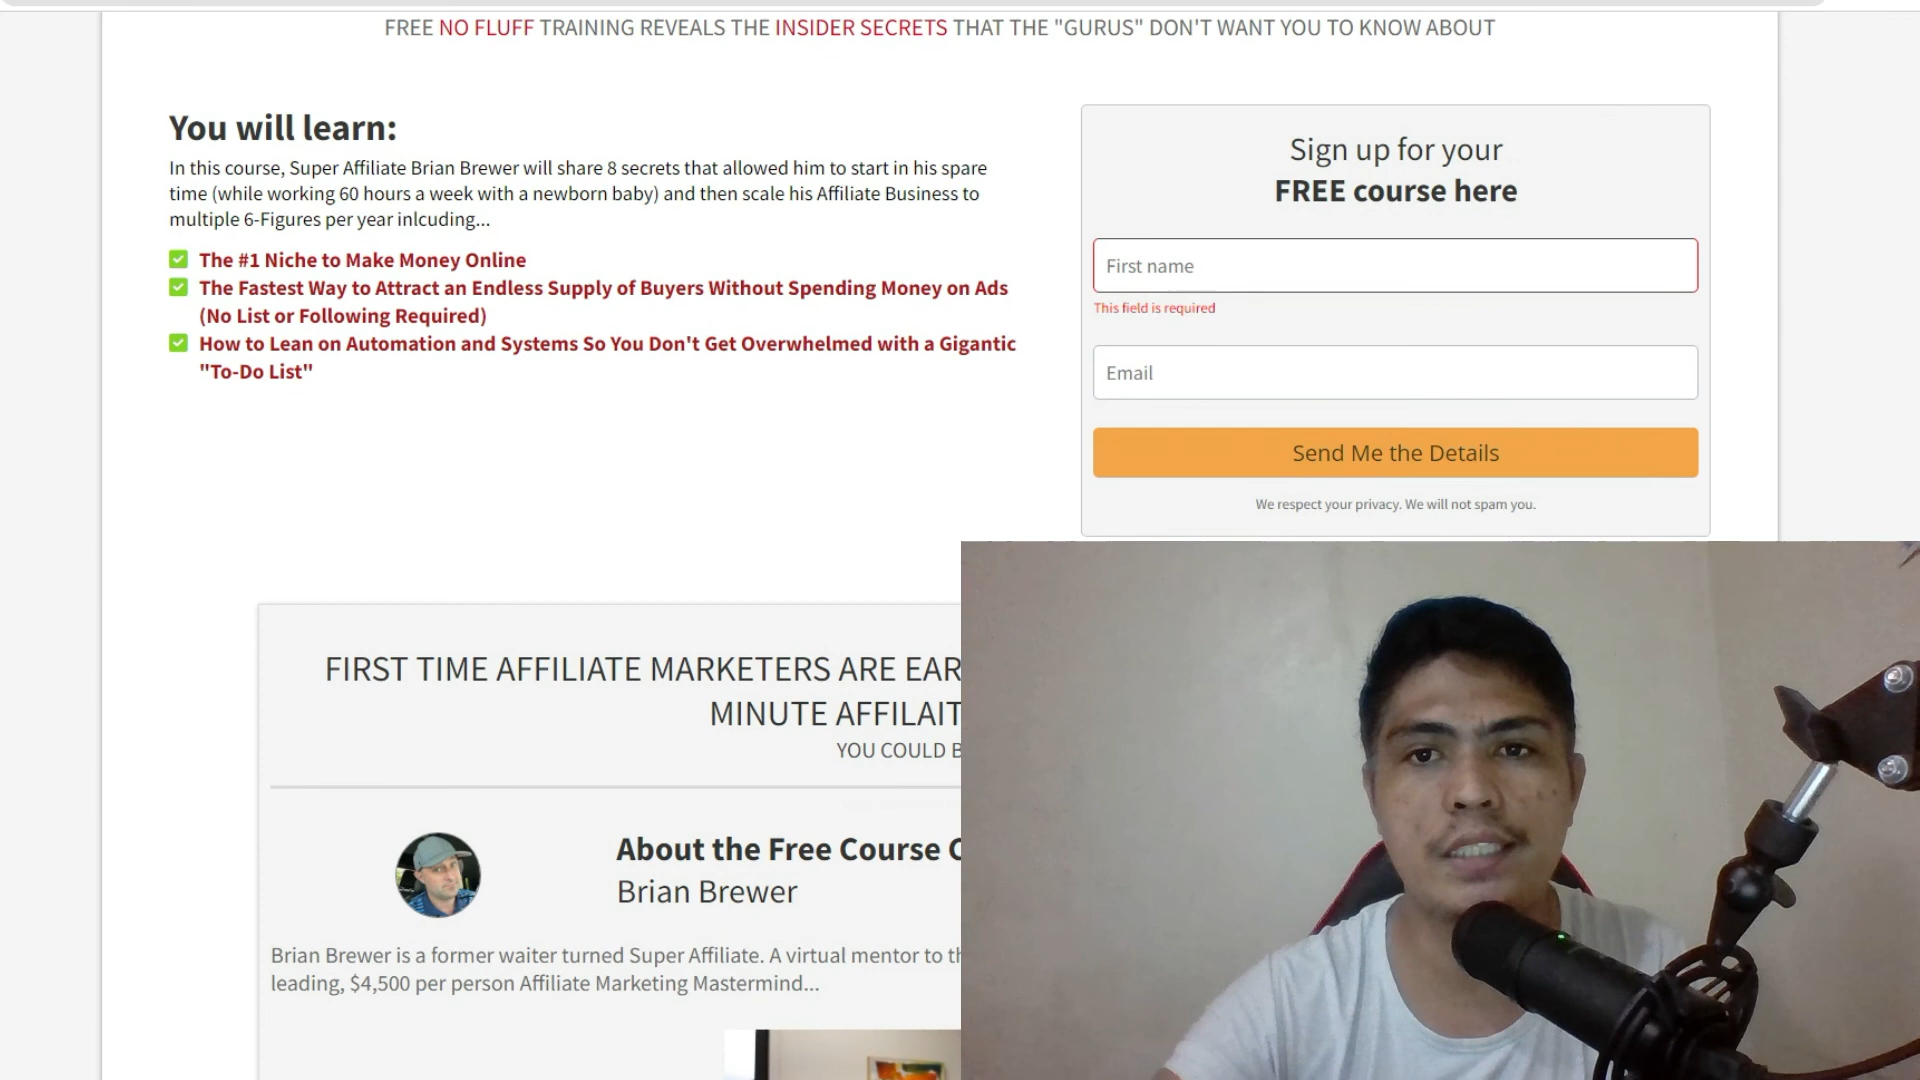 FREE NO FLUFF TRAINING REVEALS THE INSIDER SECRETS THAT THE "GURUS" DON'T WANT YOU TO KNOW ABOUT
You will learn:
In this course, Super Affiliate Brian Brewer will share 8 secrets that allowed him to start in his spare
time (while working 60 hours a week with a newborn baby) and then scale his Affiliate Business to
multiple 6-Figures per year inlcuding...
The #1 Niche to Make Money Online
The Fastest Way to Attract an Endless Supply of Buyers Without Spending Money on Ads
(No List or Following Required)
How to Lean on Automation and Systems So You Don't Get Overwhelmed with a Gigantic
"To-Do List"
Sign up for your
FREE course here
First name
This field is required
Email
Send Me the Details
We respect your privacy. We will not spam you.
FIRST TIME AFFILIATE MARKETERS ARE EAR
MINUTE AFFILAIT
YOU COULD B
About the Free Course C
Brian Brewer
Brian Brewer is a former waiter turned Super Affiliate. A virtual mentor to th
leading, $4,500 per person Affiliate Marketing Mastermind...